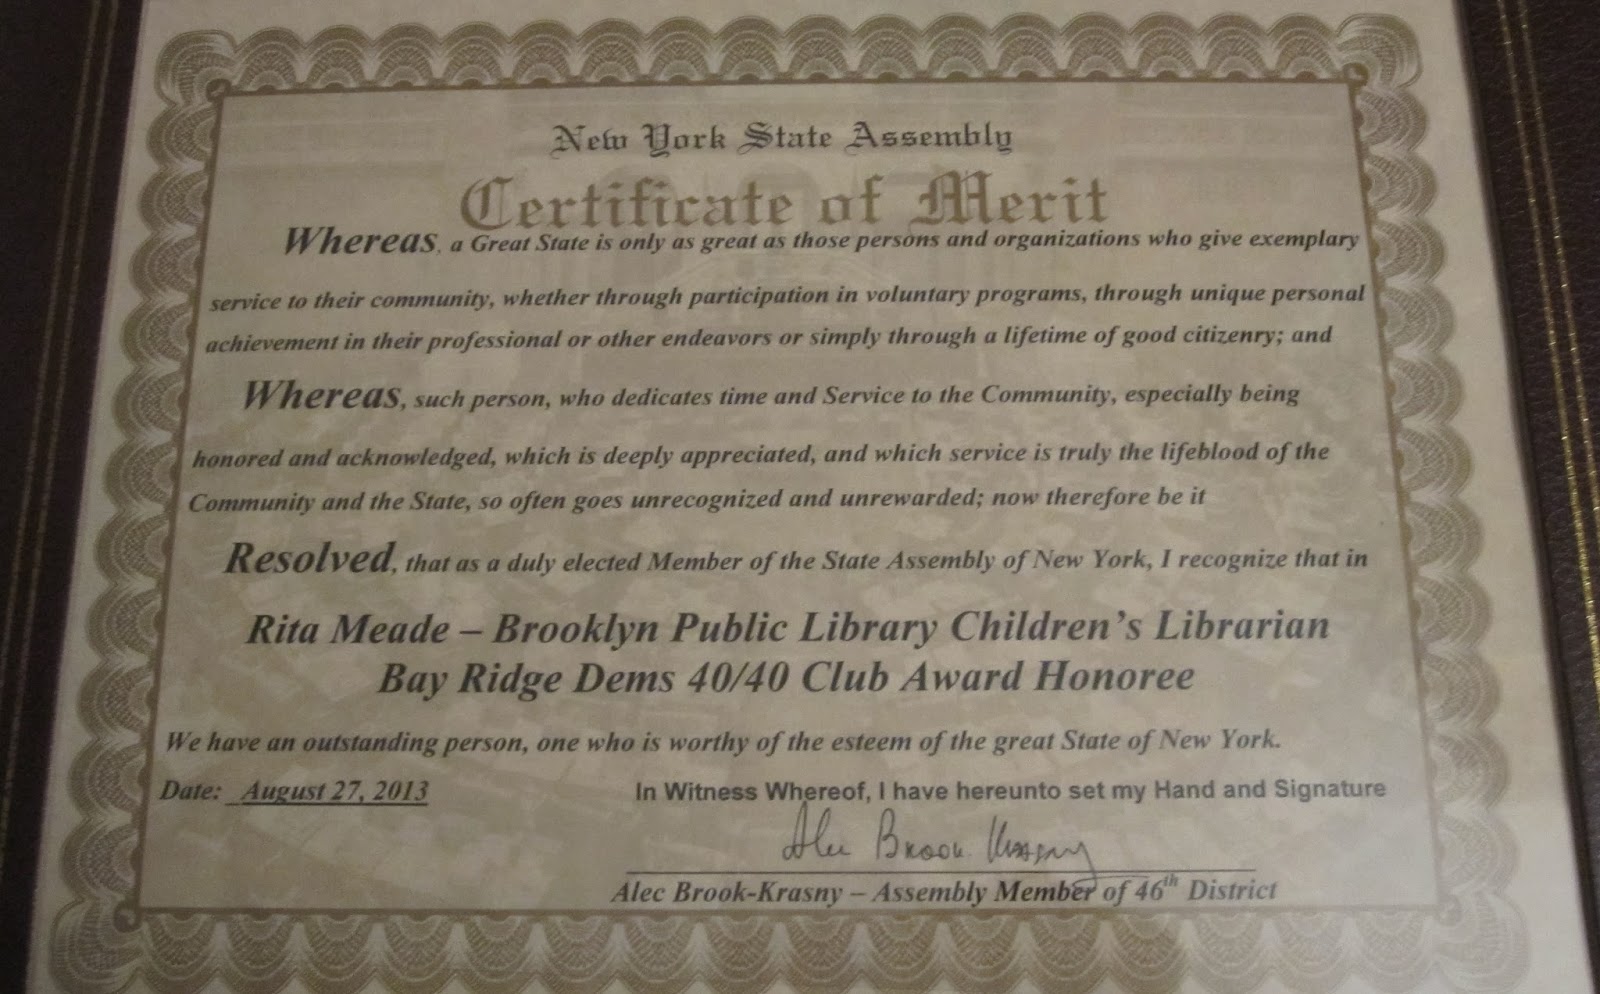 New York State Assembly
Certificate of Merit
Whereas, a Great State is only as great as those persons and organizations who give exemplary
service to their community, whether through participation in voluntary programs, through unique personal
achievement in their professional or other endeavors or simply through a lifetime of good citizenry; and
Whereas, such person, who dedicates time and Service to the Community, especially being
honored and acknowledged, which is deeply appreciated, and which service is truly the lifeblood of the
Community and the State, so often goes unrecognized and unrewarded; now therefore be it
Resolved, that as a duly elected Member of the State Assembly of New York, I recognize that in
Rita Meade – Brooklyn Public Library Children's Librarian
Bay Ridge Dems 40/40 Club Award Honoree
We have an outstanding person, one who is worthy of the esteem of the great State of New York.
Date: August 27, 2013 In Witness Whereof, I have hereunto set my Hand and Signature
Alec Brook-Krasny
Alec Brook-Krasny – Assembly Member of 46th District